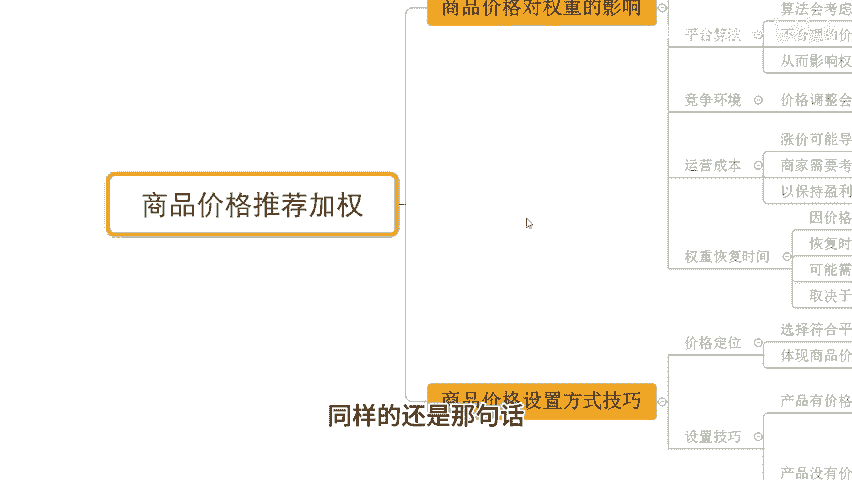 商品价格对权重的影响
算法会考虑
平台算法
不合理的价
从而影响权
竞争环境
价格调整会
涨价可能导
运营成本
商家需要考
以保持盈利
商品价格推荐加权
因价格
恢复时
权重恢复时间
可能需
取决于
选择符合平
价格定位
体现商品价
商品价格设置方式技巧
同样的还是那句话
产品有价格
设置技巧
产品没有价